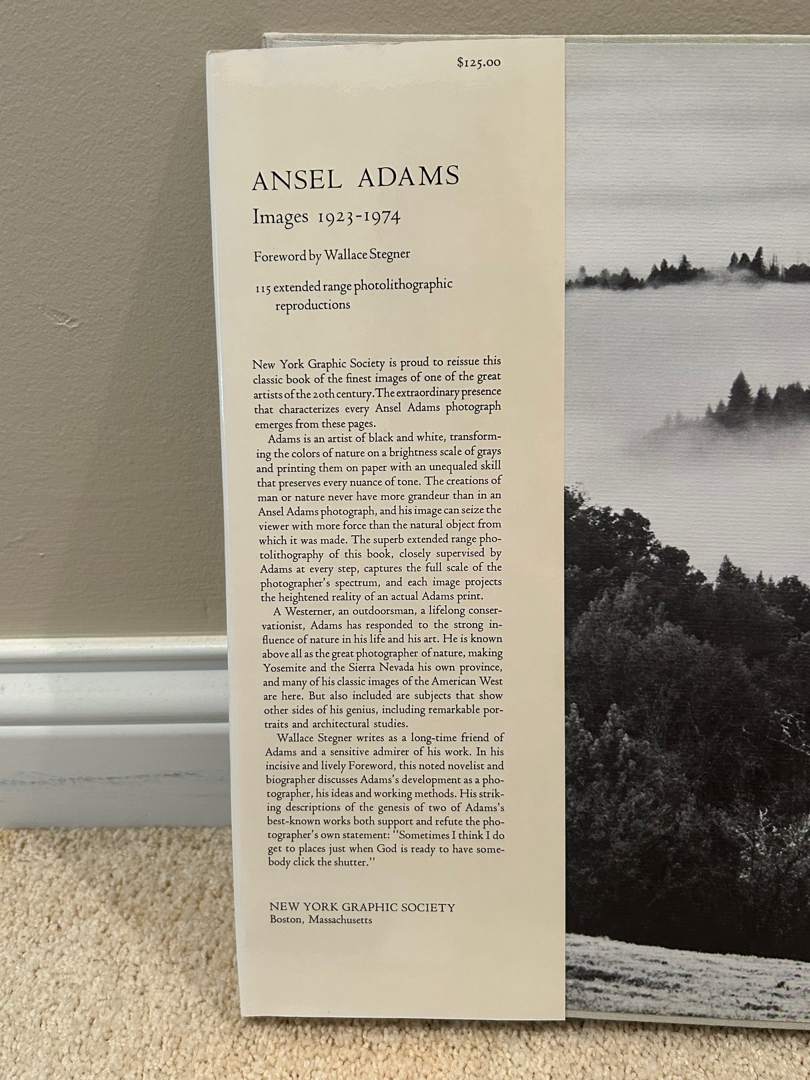 $125.00
ANSEL ADAMS
Images 1923-1974
Foreword by Wallace Stegner
115 extended range photolithographic
reproductions
New York Graphic Society is proud to reissue this
classic book of the finest images of one of the great
artists of the 20th century. The extraordinary presence
that characterizes every Ansel Adams photograph
emerges from these pages.
Adams is an artist of black and white, transform-
ing the colors of nature on a brightness scale of grays
and printing them on paper with an unequaled skill
that preserves every nuance of tone. The creations of
man or nature never have more grandeur than in an
Ansel Adams photograph, and his image can seize the
viewer with more force than the natural object from
which it was made. The superb extended range pho-
tolithography of this book, closely supervised by
Adams at every step, captures the full scale of the
photographer's spectrum, and each image projects
the heightened reality of an actual Adams print.
A Westerner, an outdoorsman, a lifelong conser-
vationist, Adams has responded to the strong in-
fluence of nature in his life and his art. He is known
above all as the great photographer of nature, making
Yosemite and the Sierra Nevada his own province,
and many of his classic images of the American West
are here. But also included are subjects that show
other sides of his genius, including remarkable por-
traits and architectural studies.
Wallace Stegner writes as a long-time friend of
Adams and a sensitive admirer of his work. In his
incisive and lively Foreword, this noted novelist and
biographer discusses Adams's development as a pho-
tographer, his ideas and working methods. His strik-
ing descriptions of the genesis of two of Adams's
best-known works both support and refute the pho-
tographer's own statement: "Sometimes I think I do
get to places just when God is ready to have some-
body click the shutter."
NEW YORK GRAPHIC SOCIETY
Boston, Massachusetts